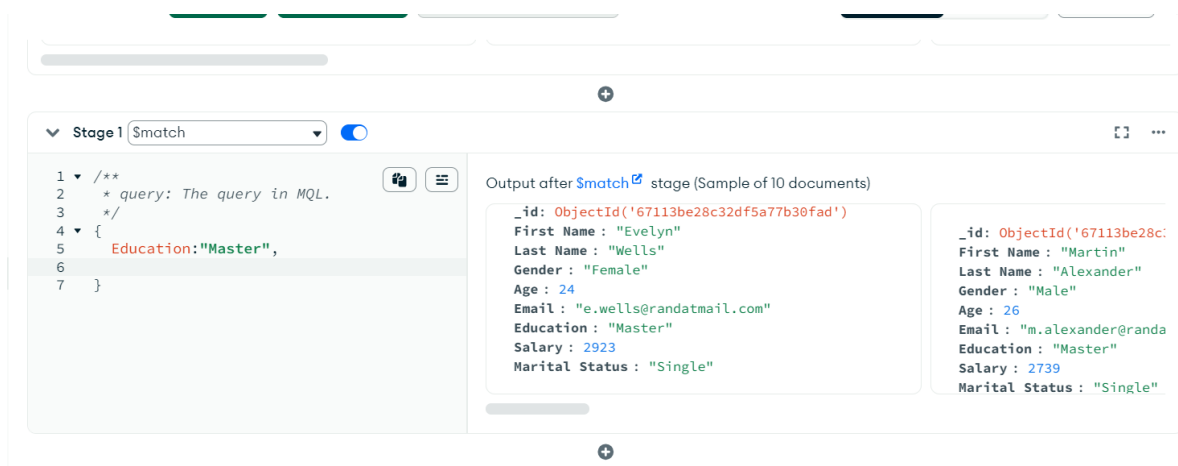 Stage 1 $match
1 /**
2 * query: The query in MQL.
3 */
4 {
5 Education:"Master",
6
7 }
Output after $match stage (Sample of 10 documents)
_id: ObjectId('67113be28c32df5a77b30fad')
First Name : "Evelyn"
Last Name : "Wells"
Gender : "Female"
Age : 24
Email : "e.wells@randatmail.com"
Education : "Master"
Salary : 2923
Marital Status : "Single"
_id: ObjectId('67113be28c
First Name : "Martin"
Last Name : "Alexander"
Gender : "Male"
Age : 26
Email : "m.alexander@randa
Education : "Master"
Salary : 2739
Marital Status : "Single"